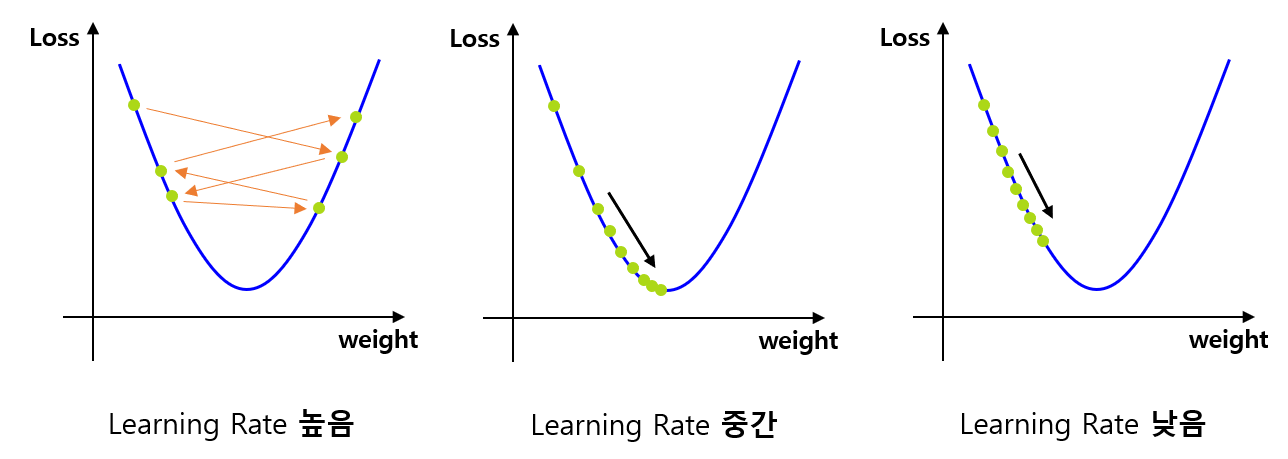 Loss
weight
Learning Rate 높음
Loss
weight
Learning Rate 중간
Loss
weight
Learning Rate 낮음